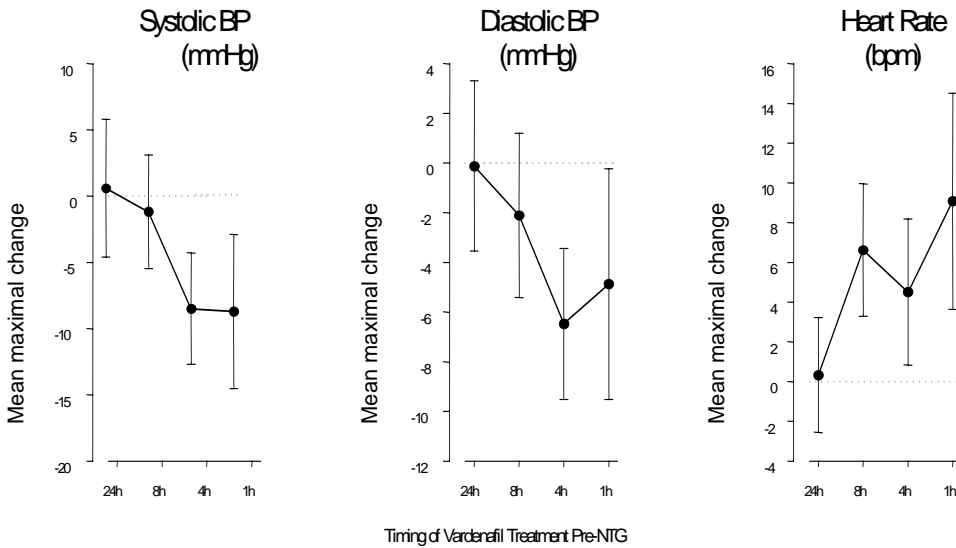 Systolic BP
(mmHg)
10
5
0
-5
-10
-15
-20
Mean maximal change
24h 8h 4h 1h
Diastolic BP
(mmHg)
4
2
0
-2
-4
-6
-8
-10
-12
Mean maximal change
24h 8h 4h 1h
Heart Rate
(bpm)
16
14
12
10
8
6
4
2
0
-2
-4
Mean maximal change
24h 8h 4h 1h
Timing of Vardenafil Treatment Pre-NTG